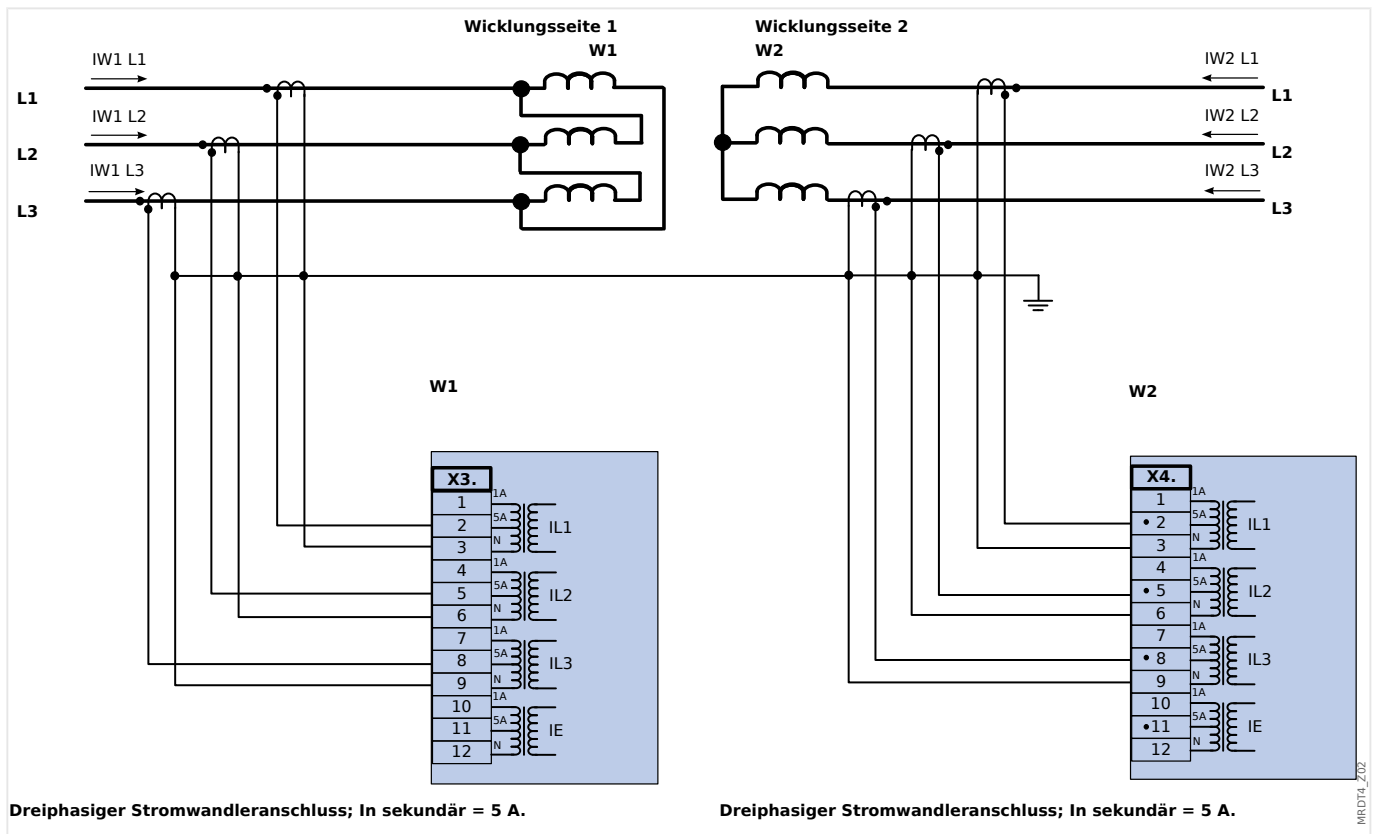 Wicklungsseite 1
Wicklungsseite 2
W1
W2
IW1 L1
IW2 L1
L1
L1
IW1 L2
IW2 L2
L2
L2
IW1 L3
IW2 L3
L3
L3
W1
W2
X3.
1 1A
2 5A IL1
3 N
4 1A
5 5A IL2
6 N
7 1A
8 5A IL3
9 N
10 1A
11 5A IE
12 N
X4.
1 1A
• 2 5A IL1
3 N
4 1A
• 5 5A IL2
6 N
7 1A
• 8 5A IL3
9 N
10 1A
•11 5A IE
12 N
Dreiphasiger Stromwandleranschluss; In sekundär = 5 A.
Dreiphasiger Stromwandleranschluss; In sekundär = 5 A.
MRDT4_Z02